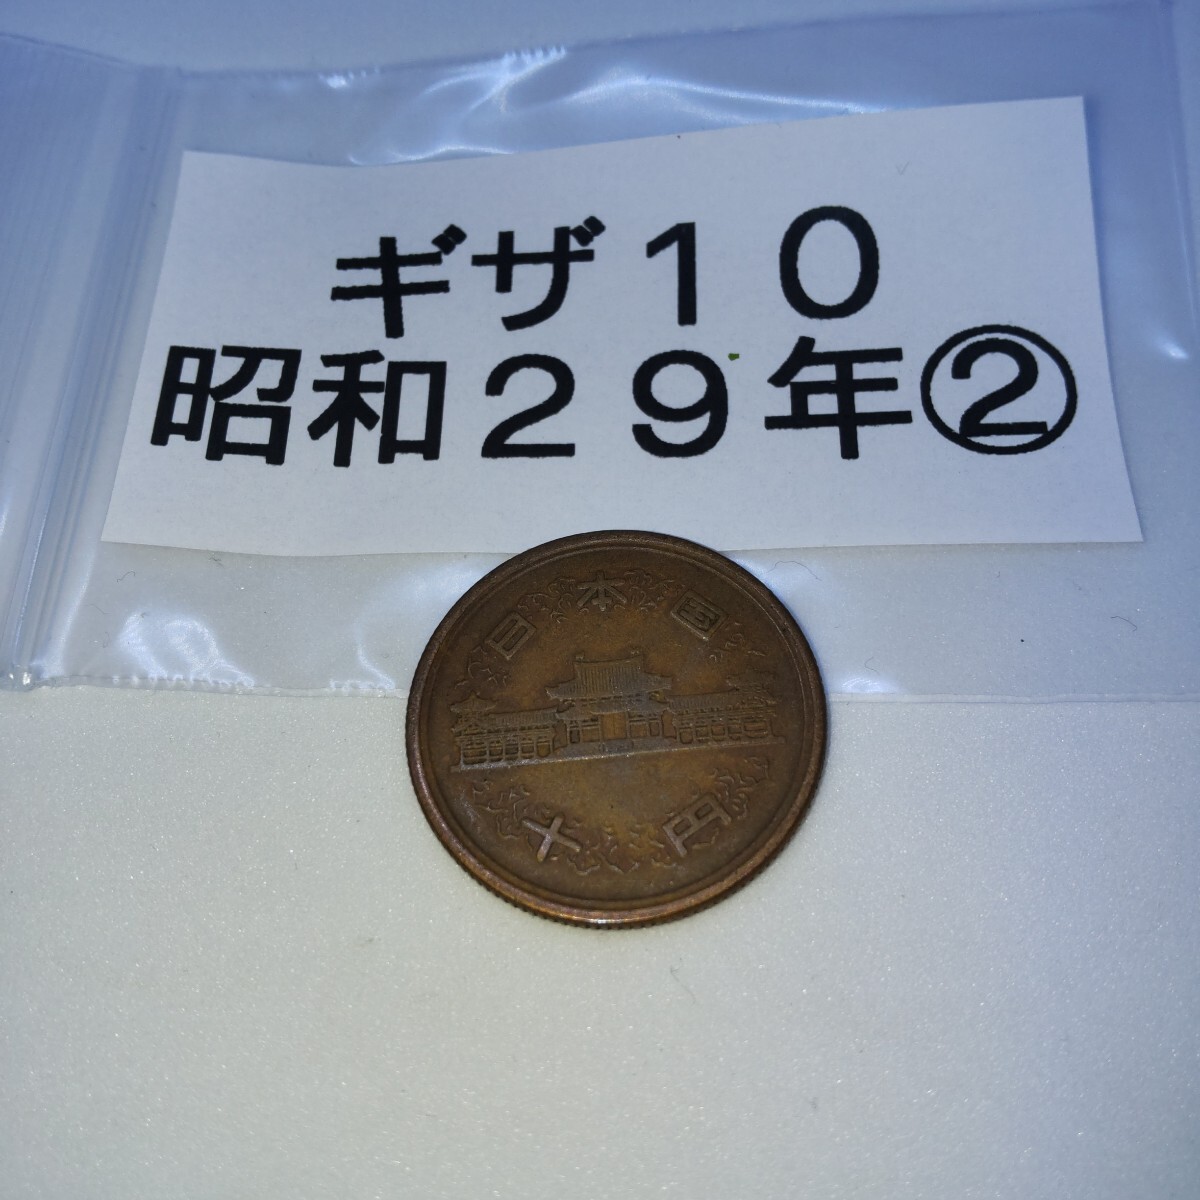 ギザ１０
昭和２９年②
日本国
十円